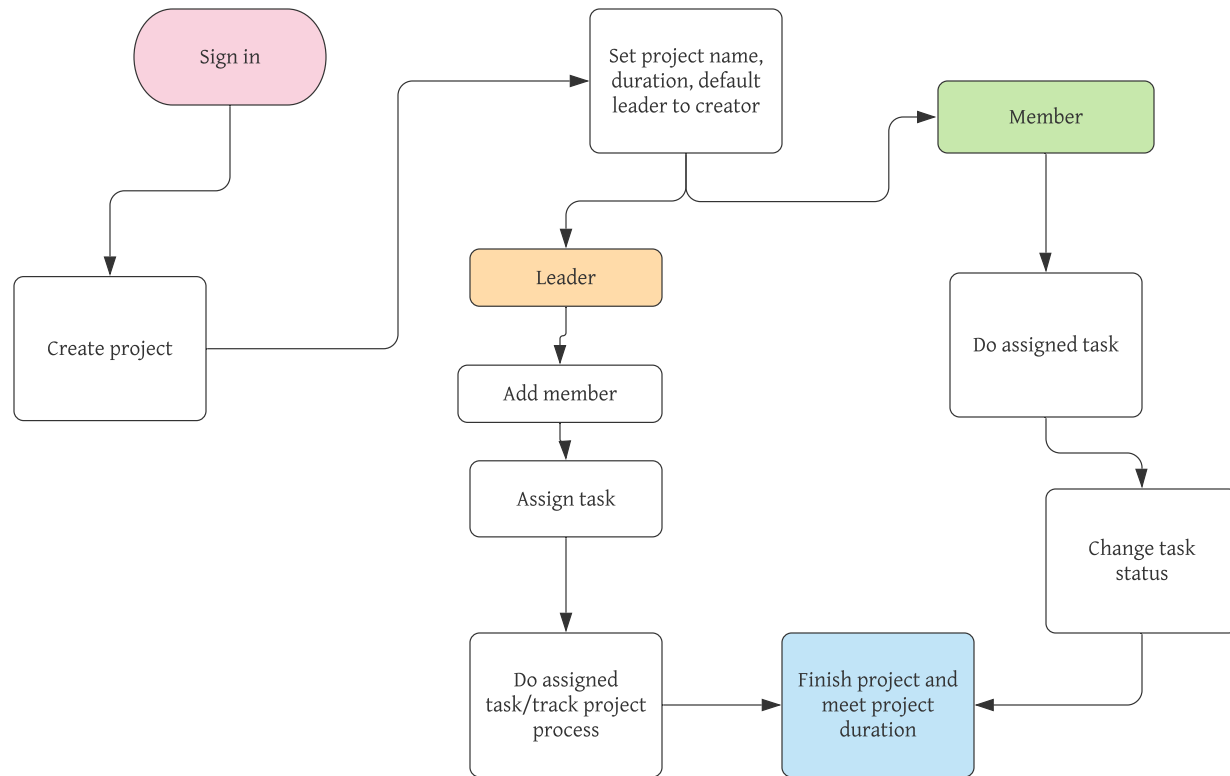 Sign in
Set project name,
duration, default
leader to creator
Member
Leader
Create project
Do assigned task
Add member
Assign task
Change task
status
Do assigned
task/track project
process
Finish project and
meet project
duration